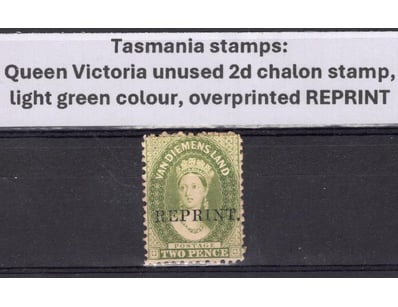 Tasmania stamps:
Queen Victoria unused 2d chalon stamp,
light green colour, overprinted REPRINT
VAN DIEMENS LAND
REPRINT.
POSTAGE
TWO PENCE